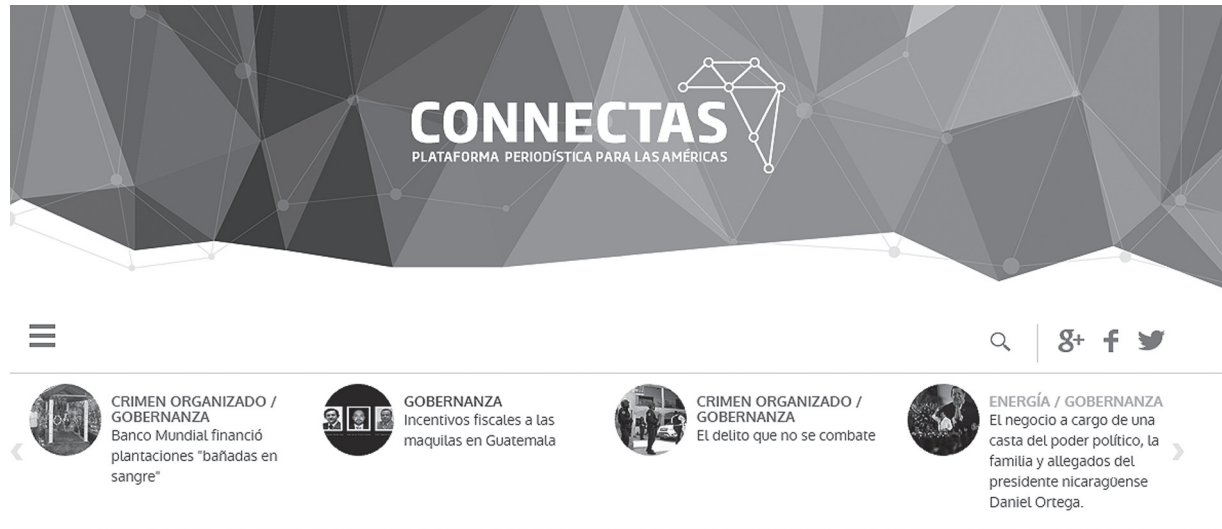 CONNECTAS
PLATAFORMA PERIODÍSTICA PARA LAS AMÉRICAS
g+ f
CRIMEN ORGANIZADO /
GOBERNANZA
Banco Mundial financió
plantaciones "bañadas en
sangre"
GOBERNANZA
Incentivos fiscales a las
maquilas en Guatemala
CRIMEN ORGANIZADO /
GOBERNANZA
El delito que no se combate
ENERGÍA / GOBERNANZA
El negocio a cargo de una
casta del poder político, la
familia y allegados del
presidente nicaragüense
Daniel Ortega.